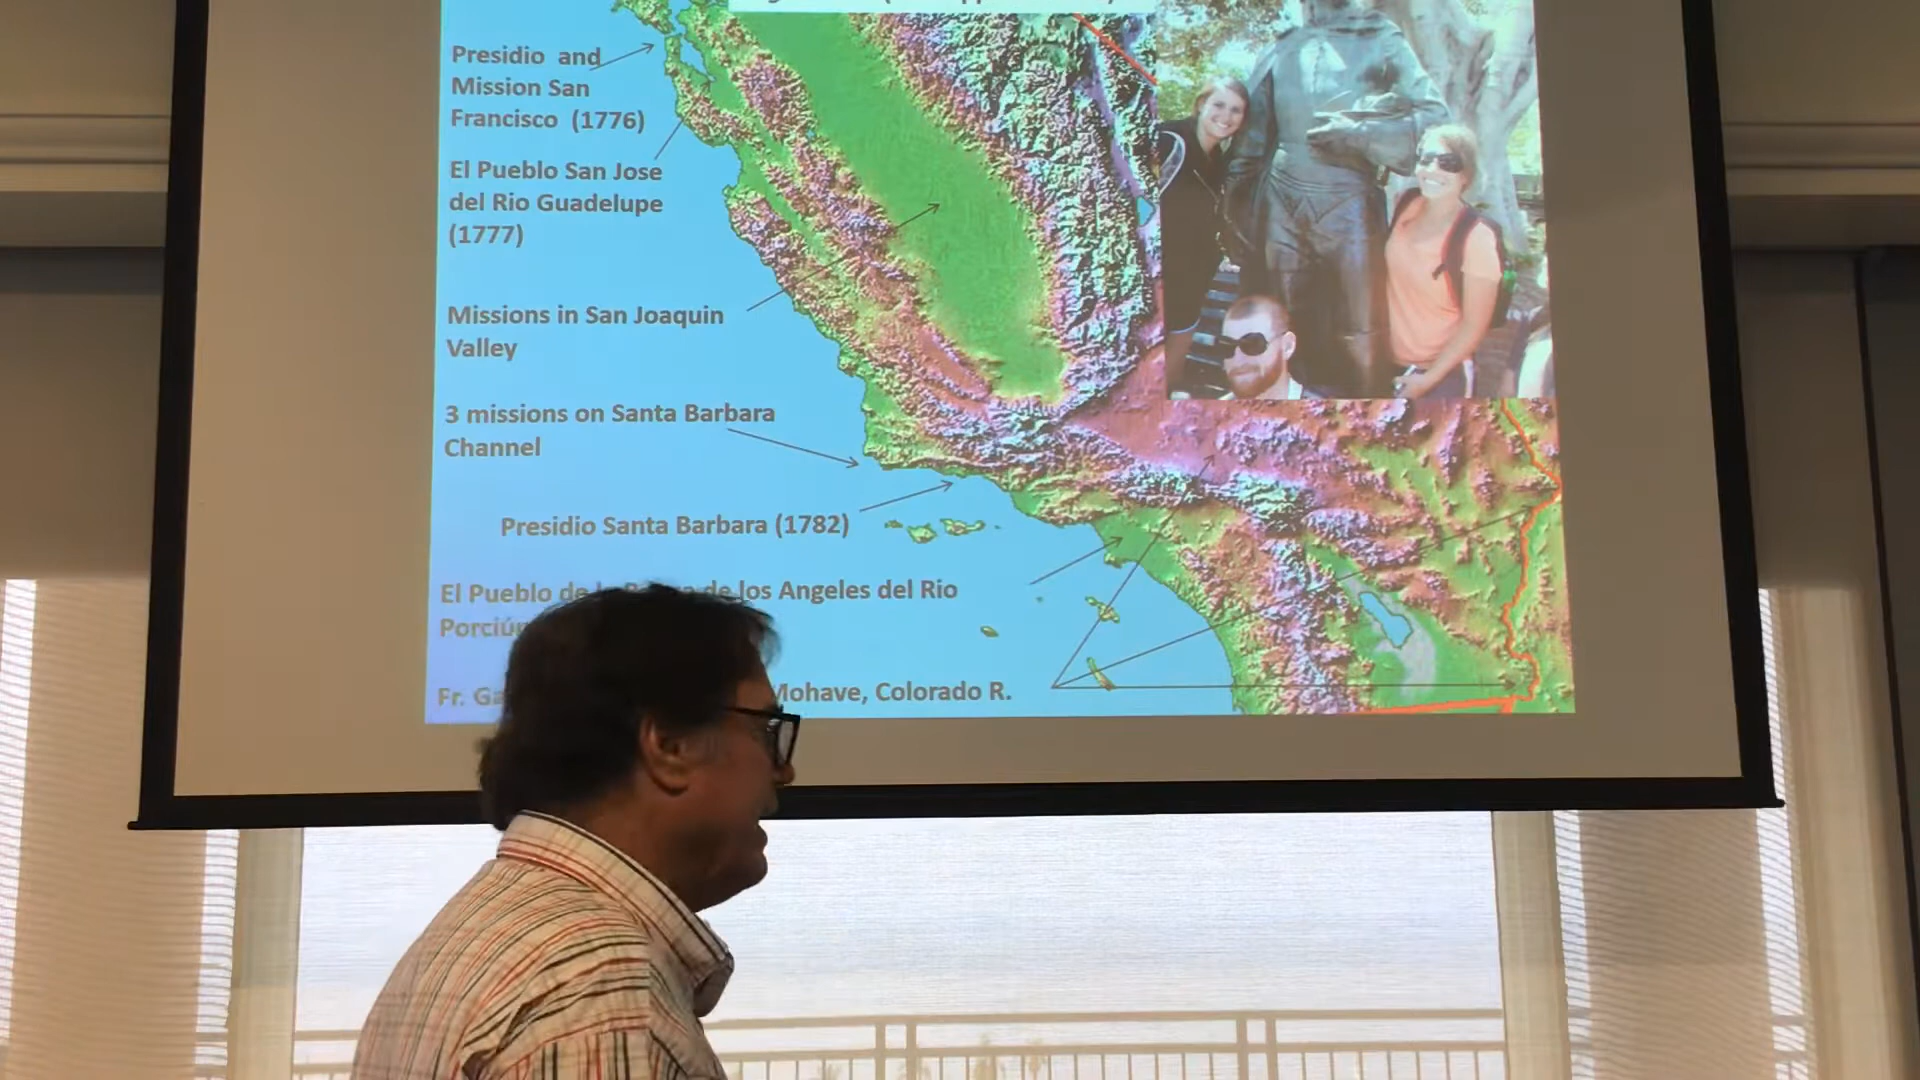 Presidio and
Mission San
Francisco (1776)
El Pueblo San Jose
del Rio Guadelupe
(1777)
Missions in San Joaquin
Valley
3 missions on Santa Barbara
Channel
Presidio Santa Barbara (1782)
El Pueblo de los Angeles del Rio
Fr. Mohave, Colorado R.